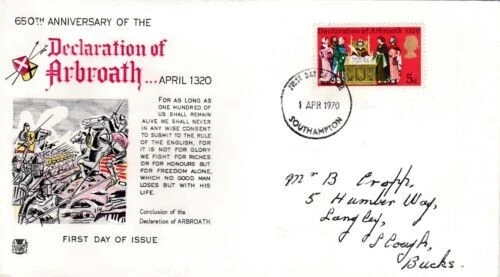 650TH ANNIVERSARY OF THE
Declaration of
Arbroath... APRIL 1320
FOR AS LONG AS
ONE HUNDRED OF
US SHALL REMAIN
ALIVE WE SHALL NEVER
IN ANY WISE CONSENT
TO SUBMIT TO THE RULE
OF THE ENGLISH, FOR
IT IS NOT FOR GLORY
WE FIGHT, FOR RICHES
OR FOR HONOURS BUT
FOR FREEDOM ALONE,
WHICH NO GOOD MAN
LOSES BUT WITH HIS
LIFE.
Conclusion of the
Declaration of ARBROATH.
FIRST DAY OF ISSUE
Declaration of Arbroath 1320
5d
FIRST DAY OF ISSUE
1 APR 1970
SOUTHAMPTON
Mr B Cropp,
5 Humber Way,
Langley,
Slough,
Bucks.